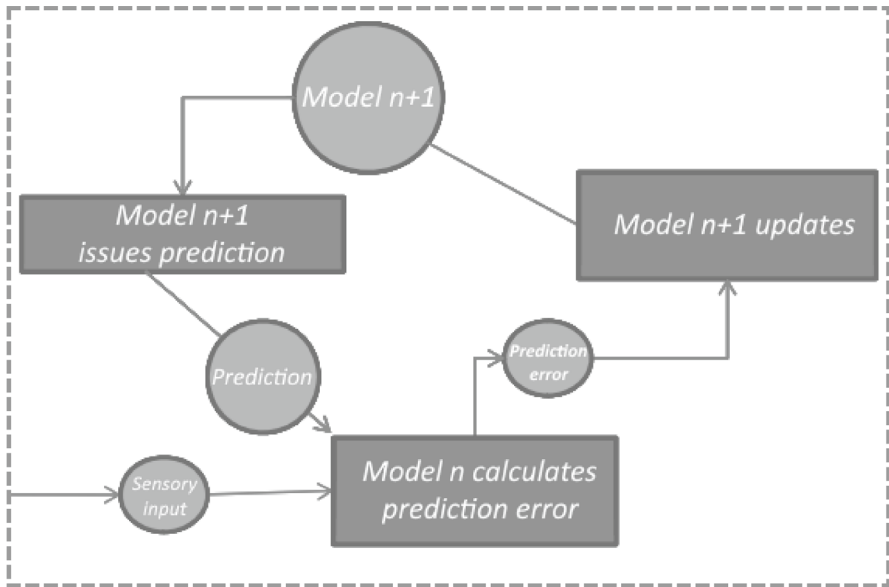 Model n+1
Model n+1
issues prediction
Model n+1 updates
Prediction
error
Prediction
Sensory
input
Model n calculates
prediction error